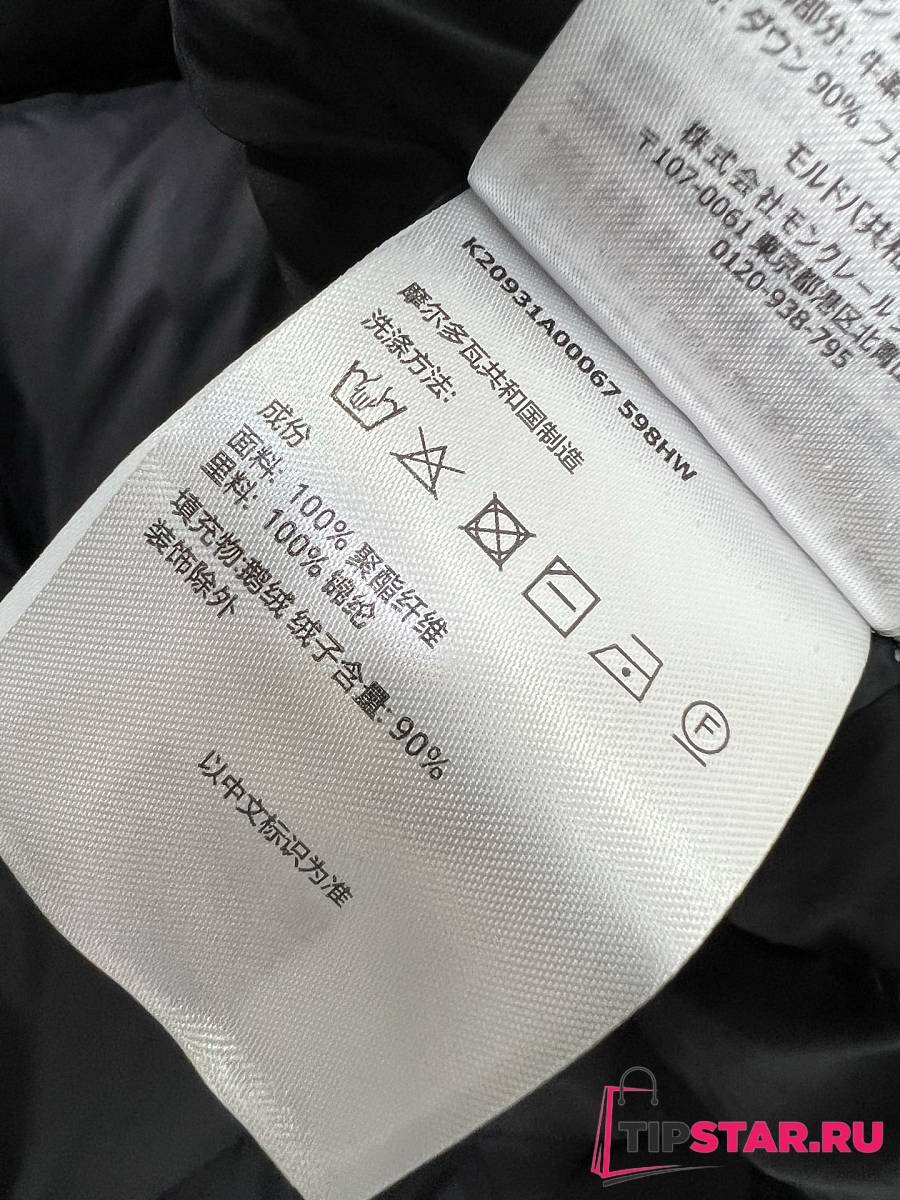 部分): 牛革
ダウン 90% フェ
モルドバ共和
株式会社モンクレール
〒107-0061 東京都港区北青
0120-938-795
K20931A00067 598HW
摩尔多瓦共和国制造
洗涤方法:
F
成份
面料: 100% 聚酯纤维
里料: 100% 锦纶
填充物:鹅绒 绒子含量: 90%
装饰除外
以中文标识为准
TIPSTAR.RU